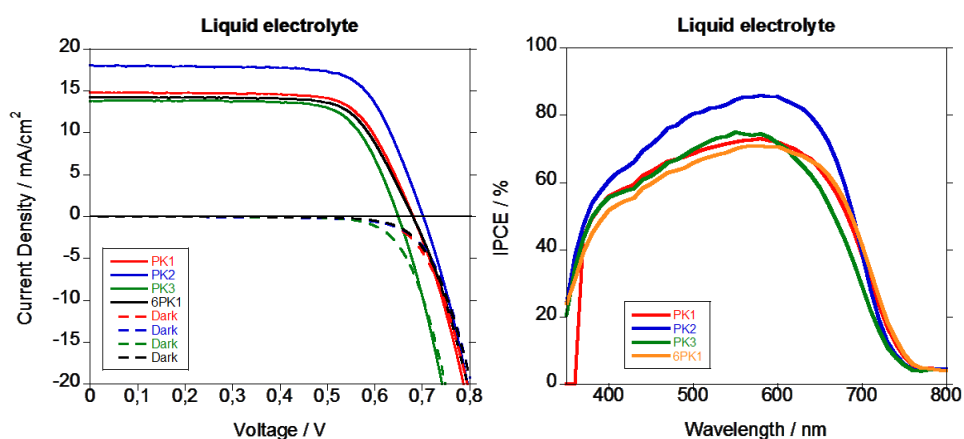 Liquid electrolyte
Current Density / mA/cm²
20
15
10
5
0
-5
-10
-15
-20
PK1
PK2
PK3
6PK1
Dark
Dark
Dark
Dark
0 0,1 0,2 0,3 0,4 0,5 0,6 0,7 0,8
Voltage / V
Liquid electrolyte
IPCE / %
100
80
60
40
20
0
PK1
PK2
PK3
6PK1
400 500 600 700 800
Wavelength / nm